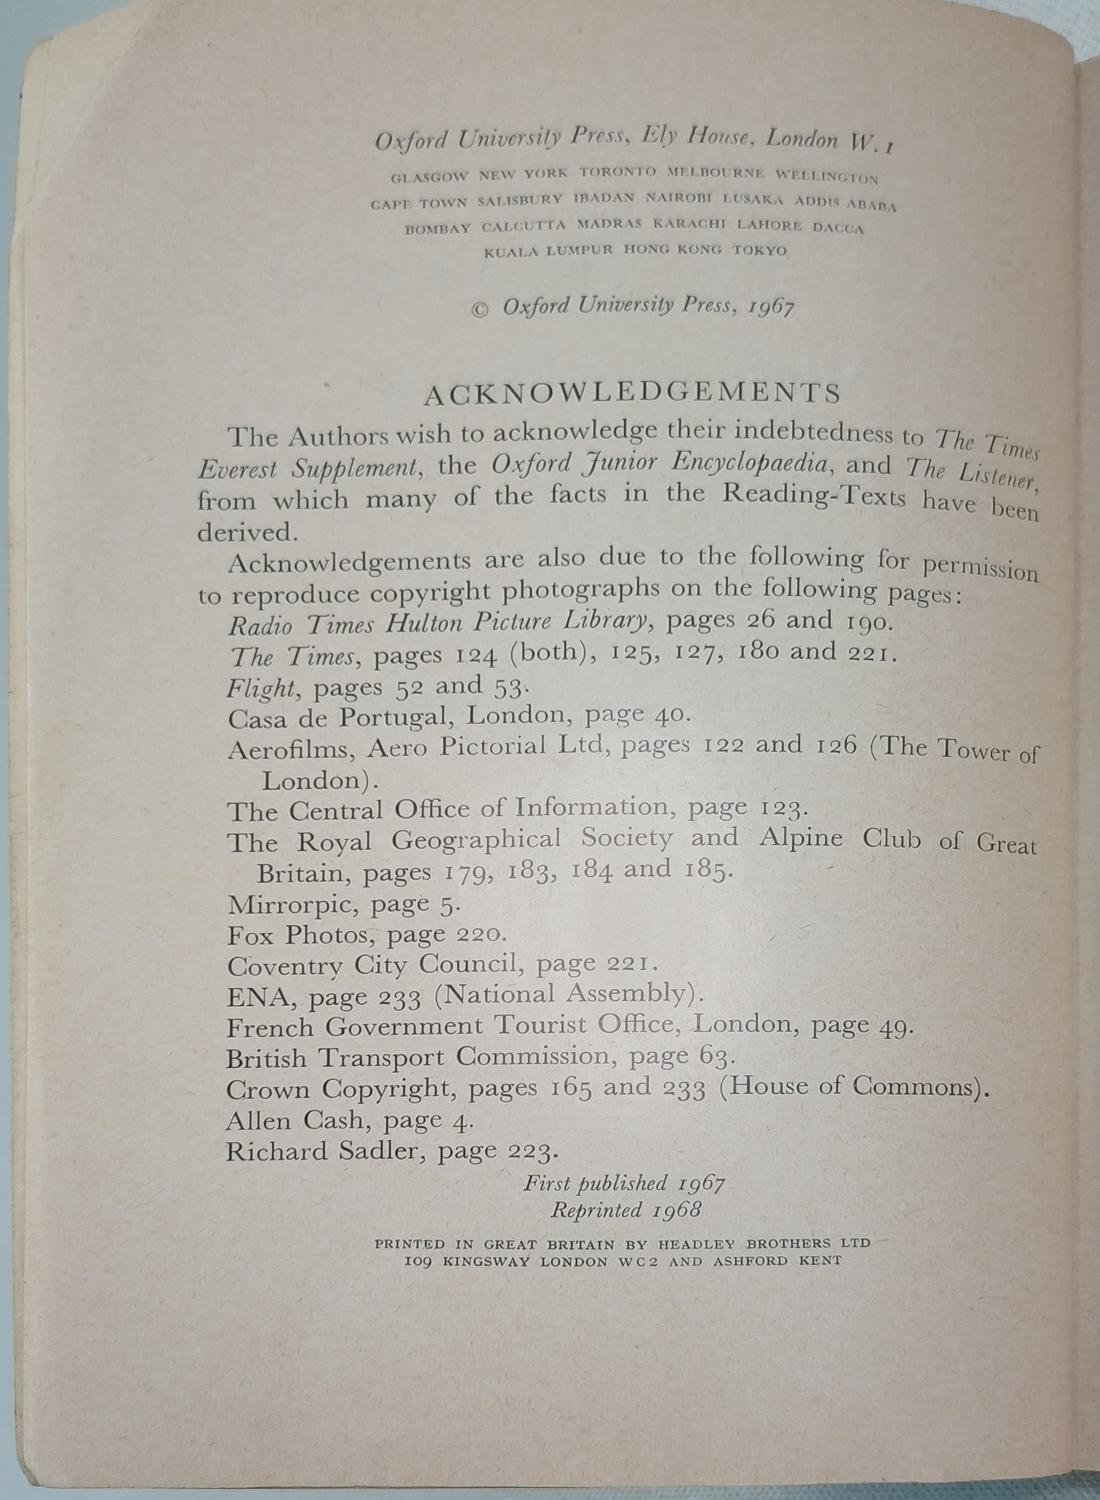 Oxford University Press, Ely House, London W. 1
GLASGOW NEW YORK TORONTO MELBOURNE WELLINGTON
CAPE TOWN SALISBURY IBADAN NAIROBI LUSAKA ADDIS ABABA
BOMBAY CALCUTTA MADRAS KARACHI LAHORE DACCA
KUALA LUMPUR HONG KONG TOKYO
© Oxford University Press, 1967
ACKNOWLEDGEMENTS
The Authors wish to acknowledge their indebtedness to The Times
Everest Supplement, the Oxford Junior Encyclopaedia, and The Listener,
from which many of the facts in the Reading-Texts have been
derived.
Acknowledgements are also due to the following for permission
to reproduce copyright photographs on the following pages:
Radio Times Hulton Picture Library, pages 26 and 190.
The Times, pages 124 (both), 125, 127, 180 and 221.
Flight, pages 52 and 53.
Casa de Portugal, London, page 40.
Aerofilms, Aero Pictorial Ltd, pages 122 and 126 (The Tower of
London).
The Central Office of Information, page 123.
The Royal Geographical Society and Alpine Club of Great
Britain, pages 179, 183, 184 and 185.
Mirrorpic, page 5.
Fox Photos, page 220.
Coventry City Council, page 221.
ENA, page 233 (National Assembly).
French Government Tourist Office, London, page 49.
British Transport Commission, page 63.
Crown Copyright, pages 165 and 233 (House of Commons).
Allen Cash, page 4.
Richard Sadler, page 223.
First published 1967
Reprinted 1968
PRINTED IN GREAT BRITAIN BY HEADLEY BROTHERS LTD
109 KINGSWAY LONDON WC2 AND ASHFORD KENT